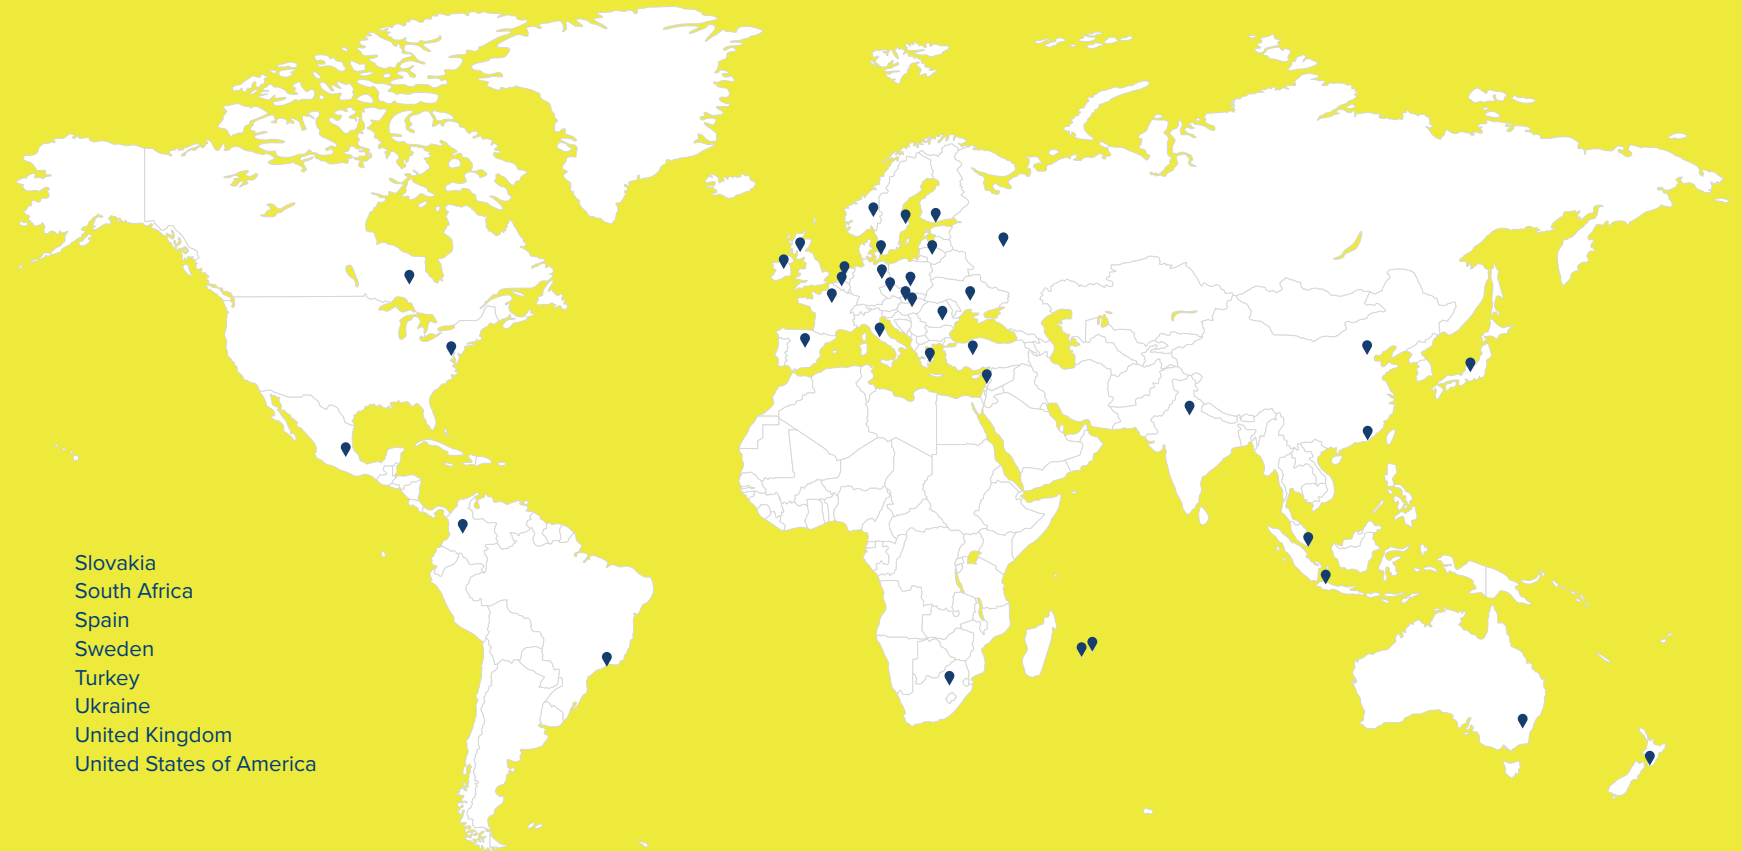 Slovakia
South Africa
Spain
Sweden
Turkey
Ukraine
United Kingdom
United States of America